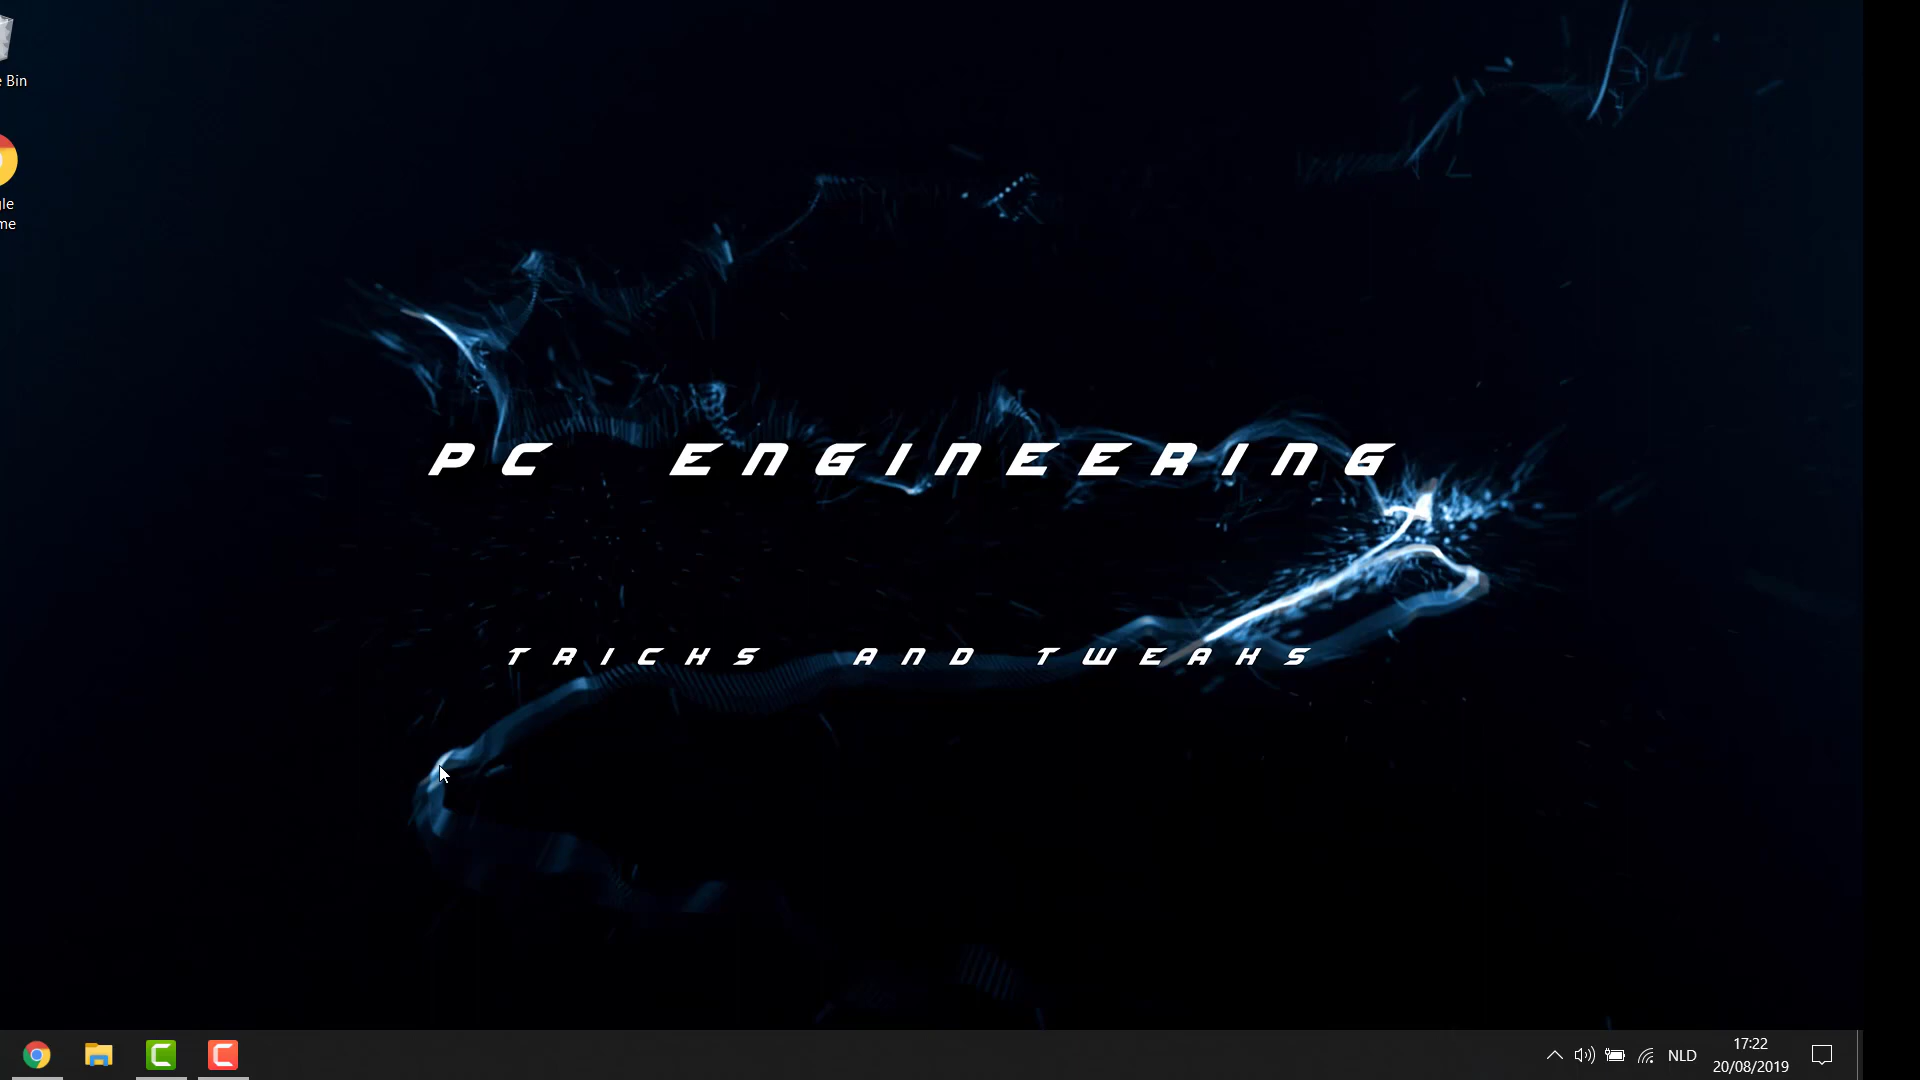 e Bin
le
me
PC ENGINEERING
TRICKS AND TWEAKS
NLD
17:22
20/08/2019